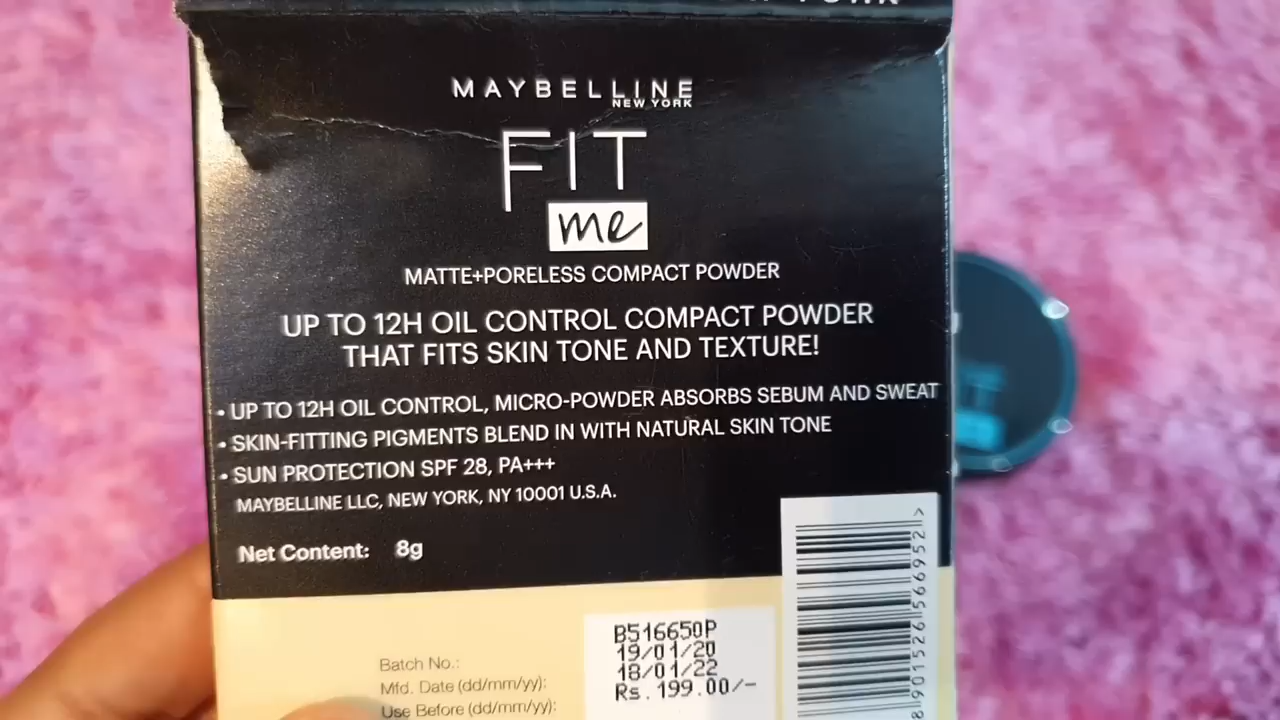 MAYBELLINE
NEW YORK
FIT
me
MATTE+PORELESS COMPACT POWDER
UP TO 12H OIL CONTROL COMPACT POWDER
THAT FITS SKIN TONE AND TEXTURE!
• UP TO 12H OIL CONTROL, MICRO-POWDER ABSORBS SEBUM AND SWEAT
• SKIN-FITTING PIGMENTS BLEND IN WITH NATURAL SKIN TONE
• SUN PROTECTION SPF 28, PA+++
MAYBELLINE LLC, NEW YORK, NY 10001 U.S.A.
Net Content: 8g
Batch No.:
Mfd. Date (dd/mm/yy):
Use Before (dd/mm/yy):
B516650P
19/01/20
18/01/22
Rs.199.00/-
8 901526 566952 >